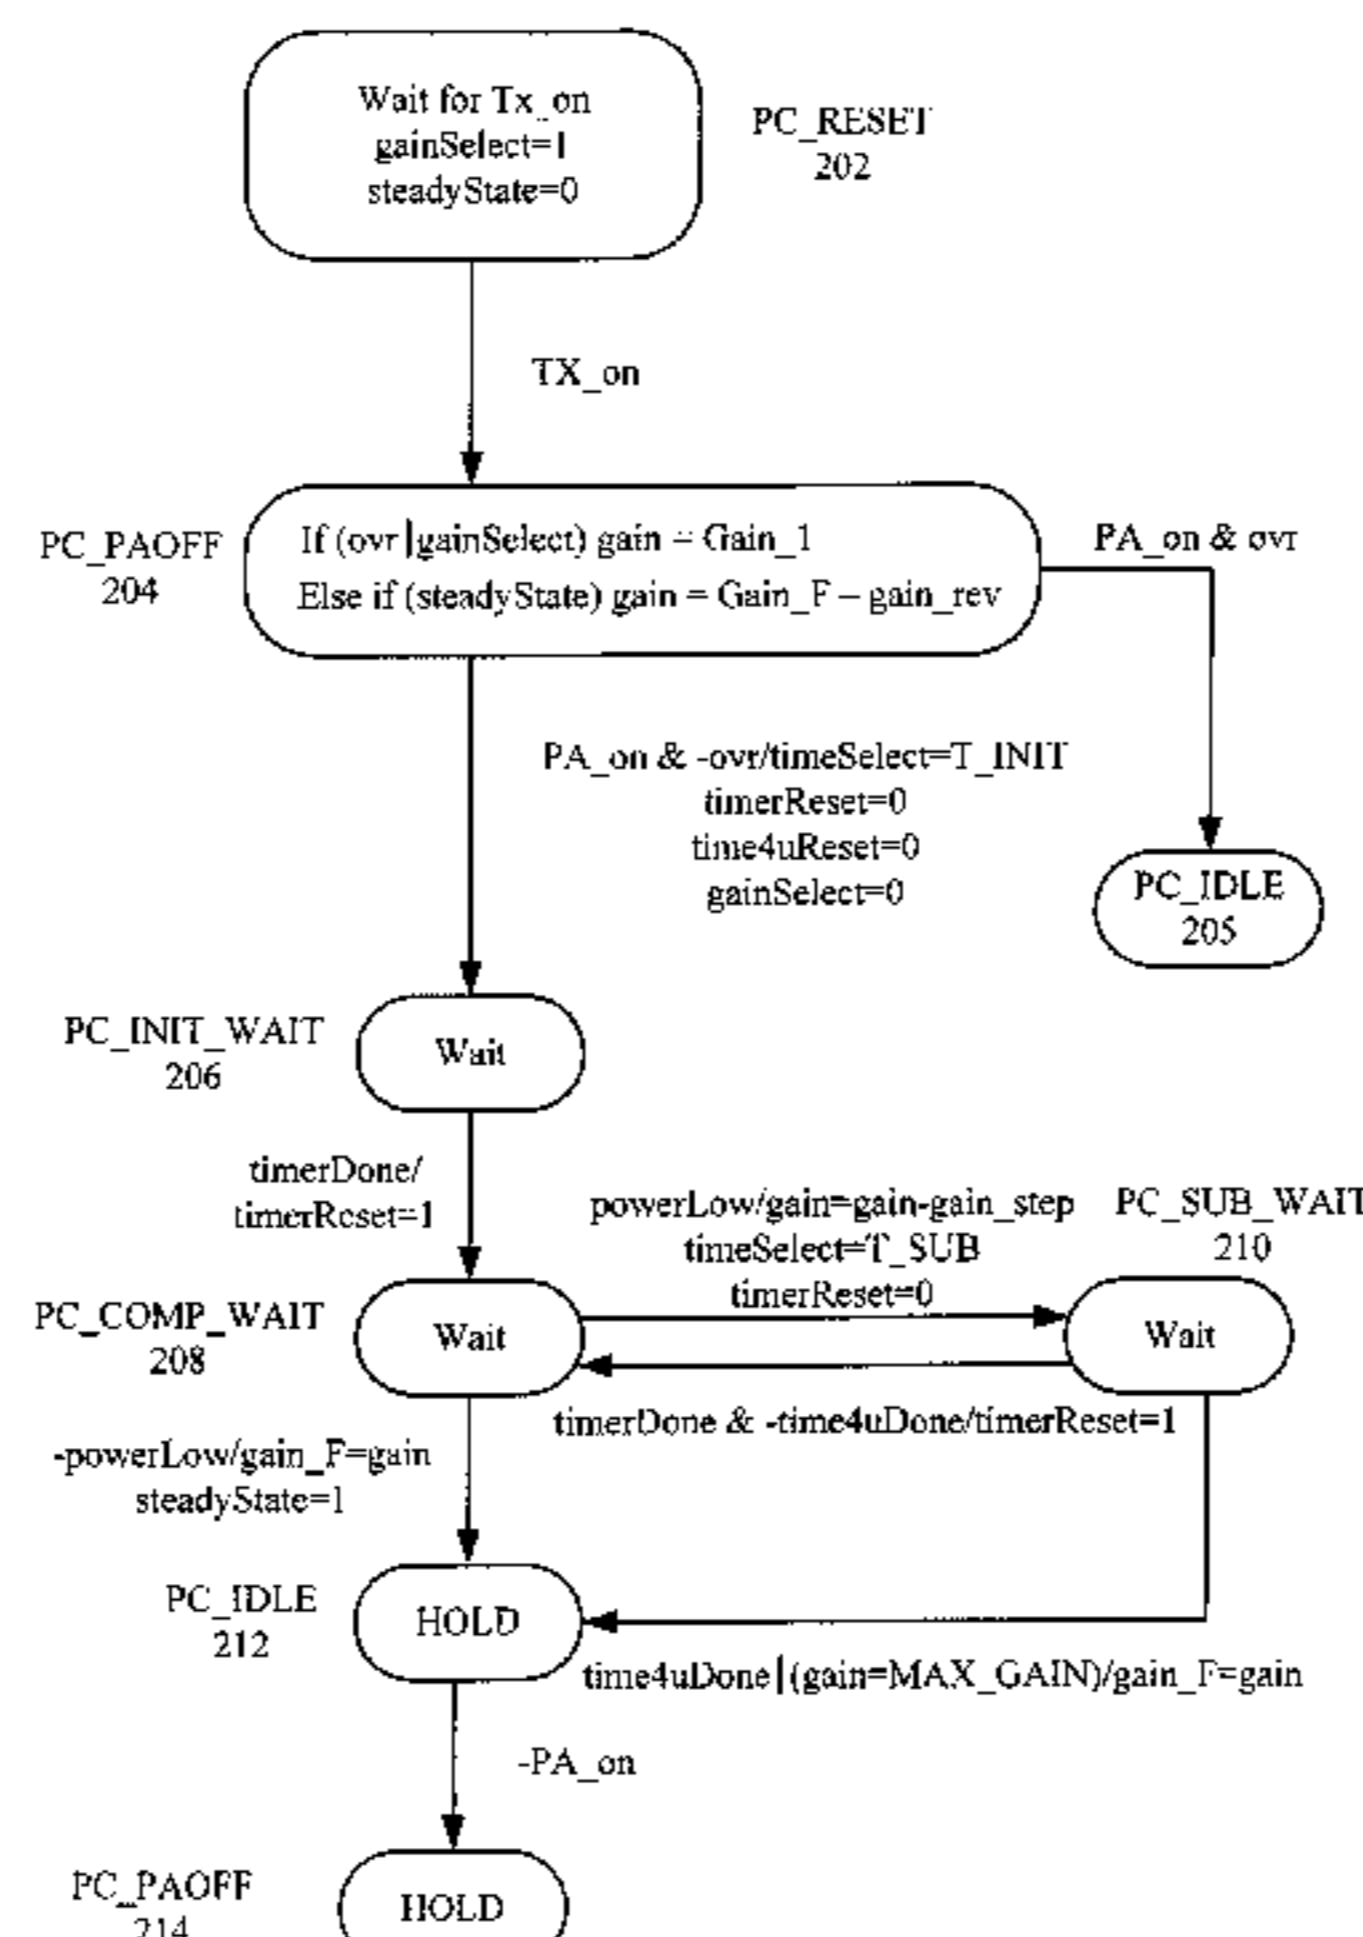 Wait for Tx_on
gainSelect=1
steadyState=0
PC_RESET
202
TX_on
PC_PAOFF
204
If (ovr|gainSelect) gain = Gain_1
Else if (steadyState) gain = Gain_F – gain_rev
PA_on & ovr
PA_on & -ovr/timeSelect=T_INIT
timerReset=0
time4uReset=0
gainSelect=0
PC_IDLE
205
PC_INIT_WAIT
206
Wait
timerDone/
timerReset=1
powerLow/gain=gain-gain_step
timeSelect=T_SUB
timerReset=0
PC_SUB_WAIT
210
PC_COMP_WAIT
208
Wait
Wait
timerDone & -time4uDone/timerReset=1
-powerLow/gain_F=gain
steadyState=1
PC_IDLE
212
HOLD
time4uDone|(gain=MAX_GAIN)/gain_F=gain
-PA_on
PC_PAOFF
214
HOLD